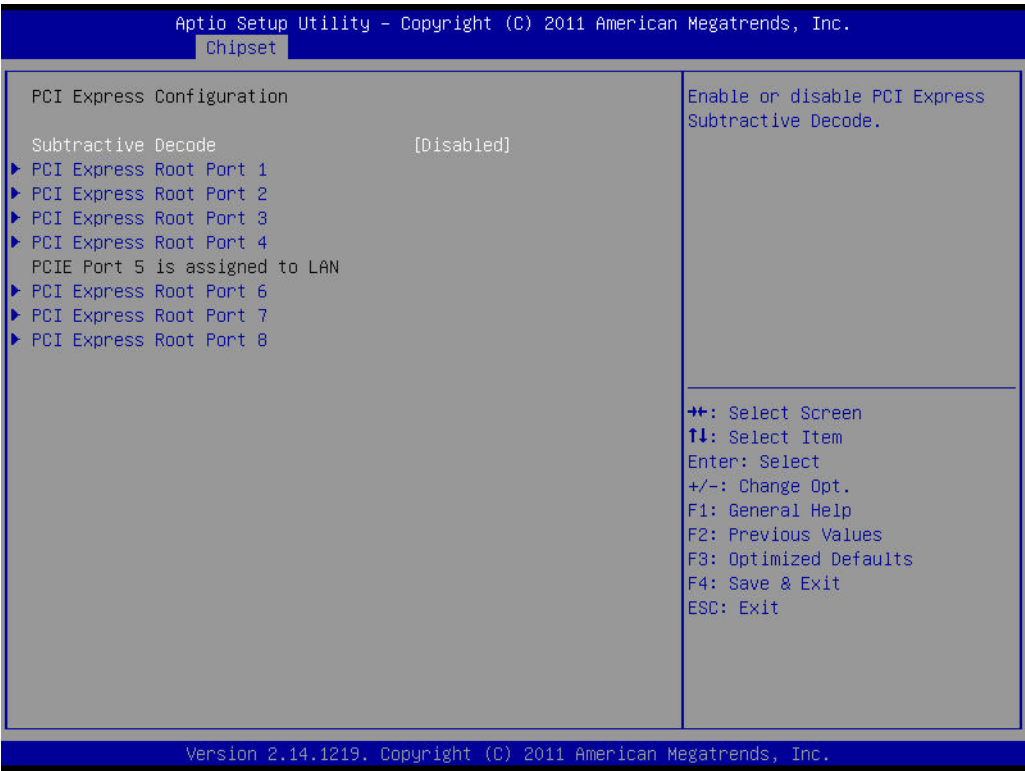 Aptio Setup Utility – Copyright (C) 2011 American Megatrends, Inc.
Chipset
PCI Express Configuration
Subtractive Decode [Disabled]
PCI Express Root Port 1
PCI Express Root Port 2
PCI Express Root Port 3
PCI Express Root Port 4
PCIE Port 5 is assigned to LAN
PCI Express Root Port 6
PCI Express Root Port 7
PCI Express Root Port 8
Enable or disable PCI Express
Subtractive Decode.
→←: Select Screen
↑↓: Select Item
Enter: Select
+/-: Change Opt.
F1: General Help
F2: Previous Values
F3: Optimized Defaults
F4: Save & Exit
ESC: Exit
Version 2.14.1219. Copyright (C) 2011 American Megatrends, Inc.